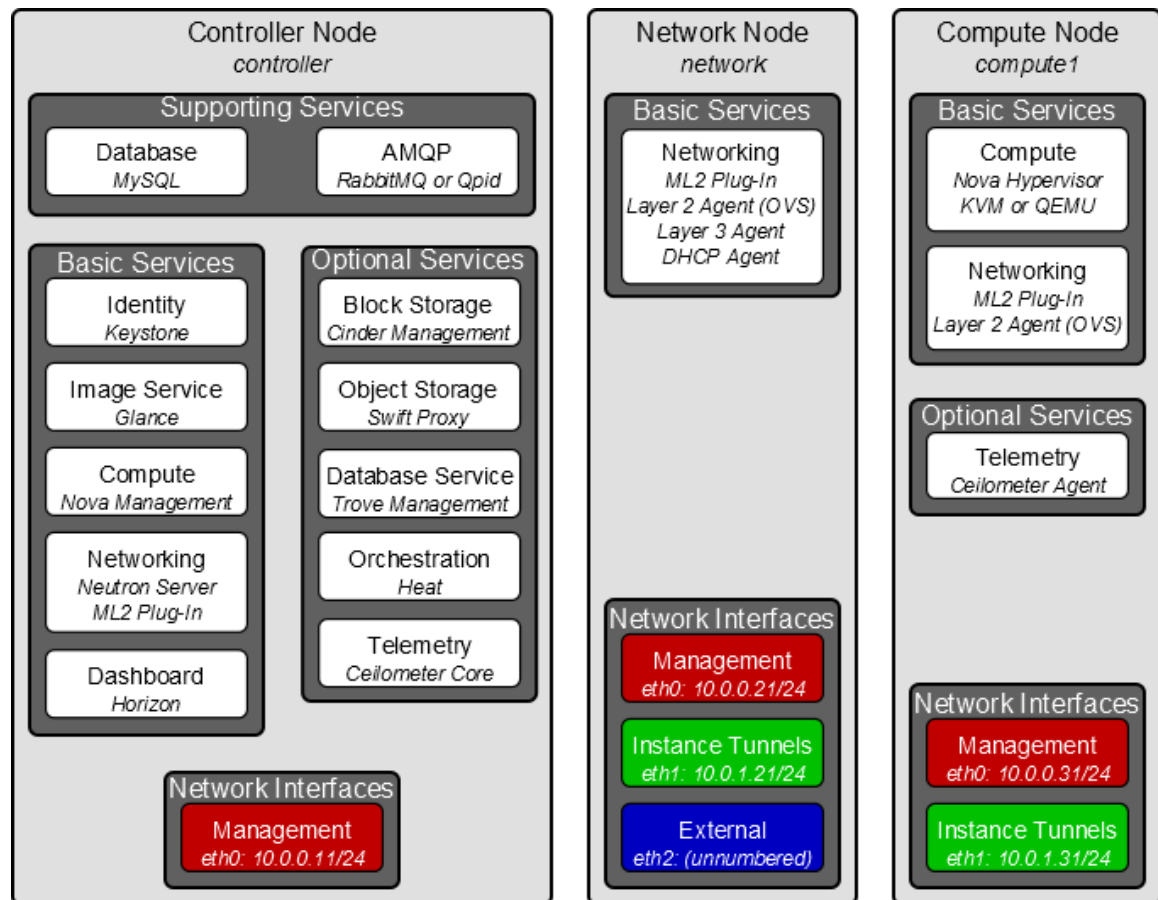 Controller Node
controller
Supporting Services
Database
MySQL
AMQP
RabbitMQ or Qpid
Basic Services
Identity
Keystone
Image Service
Glance
Compute
Nova Management
Networking
Neutron Server
ML2 Plug-In
Dashboard
Horizon
Optional Services
Block Storage
Cinder Management
Object Storage
Swift Proxy
Database Service
Trove Management
Orchestration
Heat
Telemetry
Ceilometer Core
Network Interfaces
Management
eth0: 10.0.0.11/24
Network Node
network
Basic Services
Networking
ML2 Plug-In
Layer 2 Agent (OVS)
Layer 3 Agent
DHCP Agent
Network Interfaces
Management
eth0: 10.0.0.21/24
Instance Tunnels
eth1: 10.0.1.21/24
External
eth2: (unnumbered)
Compute Node
compute1
Basic Services
Compute
Nova Hypervisor
KVM or QEMU
Networking
ML2 Plug-In
Layer 2 Agent (OVS)
Optional Services
Telemetry
Ceilometer Agent
Network Interfaces
Management
eth0: 10.0.0.31/24
Instance Tunnels
eth1: 10.0.1.31/24